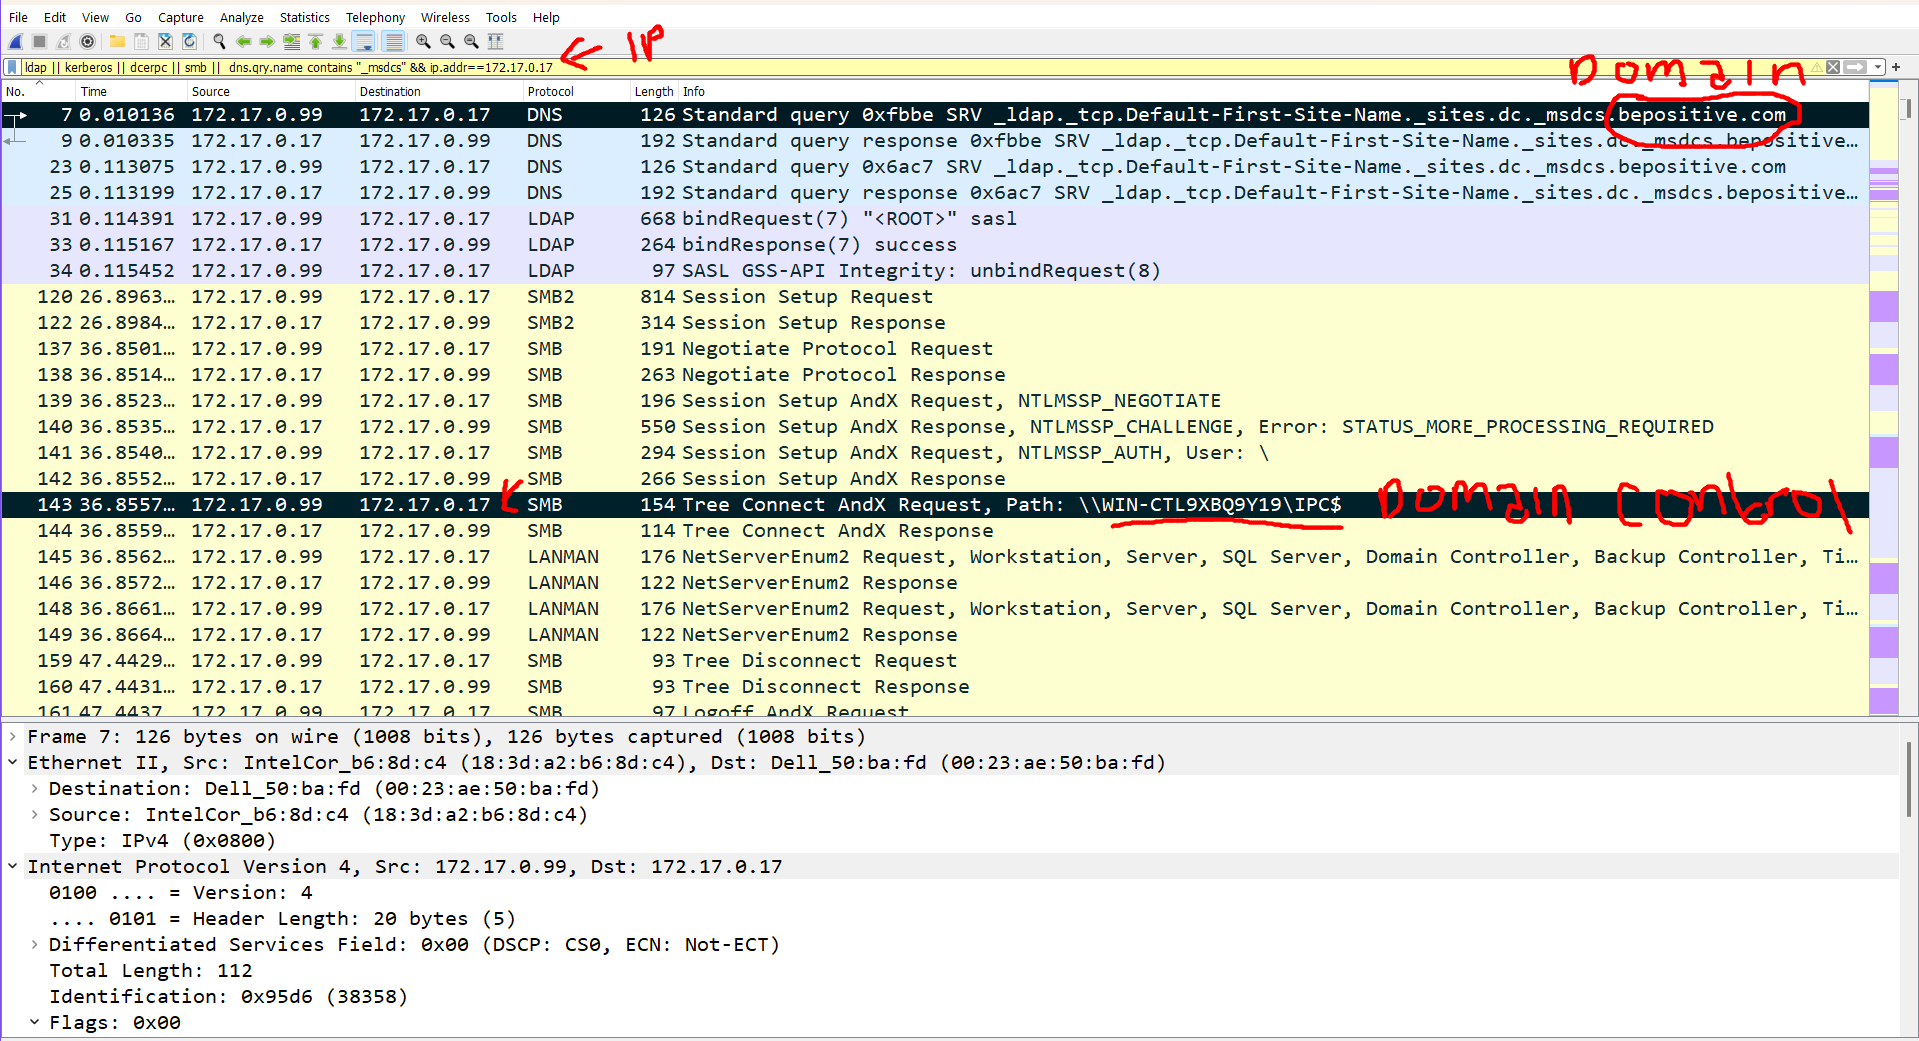 File Edit View Go Capture Analyze Statistics Telephony Wireless Tools Help
IP
ldap || kerberos || dcerpc || smb || dns.qry.name contains "_msdcs" && ip.addr==172.17.0.17
Domain
No. Time Source Destination Protocol Length Info
7 0.010136 172.17.0.99 172.17.0.17 DNS 126 Standard query 0xfbbe SRV _ldap._tcp.Default-First-Site-Name._sites.dc._msdcs.bepositive.com
9 0.010335 172.17.0.17 172.17.0.99 DNS 192 Standard query response 0xfbbe SRV _ldap._tcp.Default-First-Site-Name._sites.dc._msdcs.bepositive…
23 0.113075 172.17.0.99 172.17.0.17 DNS 126 Standard query 0x6ac7 SRV _ldap._tcp.Default-First-Site-Name._sites.dc._msdcs.bepositive.com
25 0.113199 172.17.0.17 172.17.0.99 DNS 192 Standard query response 0x6ac7 SRV _ldap._tcp.Default-First-Site-Name._sites.dc._msdcs.bepositive…
31 0.114391 172.17.0.99 172.17.0.17 LDAP 668 bindRequest(7) "<ROOT>" sasl
33 0.115167 172.17.0.17 172.17.0.99 LDAP 264 bindResponse(7) success
34 0.115452 172.17.0.99 172.17.0.17 LDAP 97 SASL GSS-API Integrity: unbindRequest(8)
120 26.8963… 172.17.0.99 172.17.0.17 SMB2 814 Session Setup Request
122 26.8984… 172.17.0.17 172.17.0.99 SMB2 314 Session Setup Response
137 36.8501… 172.17.0.99 172.17.0.17 SMB 191 Negotiate Protocol Request
138 36.8514… 172.17.0.17 172.17.0.99 SMB 263 Negotiate Protocol Response
139 36.8523… 172.17.0.99 172.17.0.17 SMB 196 Session Setup AndX Request, NTLMSSP_NEGOTIATE
140 36.8535… 172.17.0.17 172.17.0.99 SMB 550 Session Setup AndX Response, NTLMSSP_CHALLENGE, Error: STATUS_MORE_PROCESSING_REQUIRED
141 36.8540… 172.17.0.99 172.17.0.17 SMB 294 Session Setup AndX Request, NTLMSSP_AUTH, User: \
142 36.8552… 172.17.0.17 172.17.0.99 SMB 266 Session Setup AndX Response
143 36.8557… 172.17.0.99 172.17.0.17 SMB 154 Tree Connect AndX Request, Path: \\WIN-CTL9XBQ9Y19\IPC$ Domain Control
144 36.8559… 172.17.0.17 172.17.0.99 SMB 114 Tree Connect AndX Response
145 36.8562… 172.17.0.99 172.17.0.17 LANMAN 176 NetServerEnum2 Request, Workstation, Server, SQL Server, Domain Controller, Backup Controller, Ti…
146 36.8572… 172.17.0.17 172.17.0.99 LANMAN 122 NetServerEnum2 Response
148 36.8661… 172.17.0.99 172.17.0.17 LANMAN 176 NetServerEnum2 Request, Workstation, Server, SQL Server, Domain Controller, Backup Controller, Ti…
149 36.8664… 172.17.0.17 172.17.0.99 LANMAN 122 NetServerEnum2 Response
159 47.4429… 172.17.0.99 172.17.0.17 SMB 93 Tree Disconnect Request
160 47.4431… 172.17.0.17 172.17.0.99 SMB 93 Tree Disconnect Response
161 47.4437 172.17.0.99 172.17.0.17 SMB 97 Logoff AndX Request
Frame 7: 126 bytes on wire (1008 bits), 126 bytes captured (1008 bits)
Ethernet II, Src: IntelCor_b6:8d:c4 (18:3d:a2:b6:8d:c4), Dst: Dell_50:ba:fd (00:23:ae:50:ba:fd)
Destination: Dell_50:ba:fd (00:23:ae:50:ba:fd)
Source: IntelCor_b6:8d:c4 (18:3d:a2:b6:8d:c4)
Type: IPv4 (0x0800)
Internet Protocol Version 4, Src: 172.17.0.99, Dst: 172.17.0.17
0100 .... = Version: 4
.... 0101 = Header Length: 20 bytes (5)
Differentiated Services Field: 0x00 (DSCP: CS0, ECN: Not-ECT)
Total Length: 112
Identification: 0x95d6 (38358)
Flags: 0x00